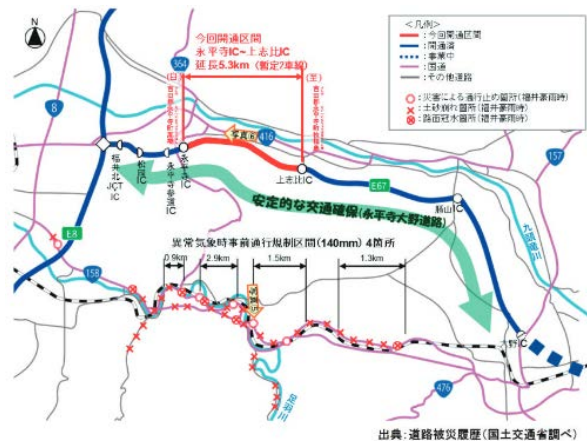 今回開通区間
永平寺IC~上志比IC
延長5.3km (暫定2車線)
(自)
(至)
<凡例>
:今回開通区間
:開通済
:事業中
:国道
:その他道路
:災害による通行止め箇所(福井豪雨時)
:土砂崩れ箇所(福井豪雨時)
:路面冠水箇所(福井豪雨時)
N
364
8
416
157
福井北JCT IC
松岡IC
永平寺参道IC
永平寺IC
上志比IC
E67
勝山IC
九頭竜川
安定的な交通確保(永平寺大野道路)
E8
異常気象時事前通行規制区間(140mm) 4箇所
0.9km
2.9km
1.5km
1.3km
158
大野IC
足羽川
476
出典:道路被災履歴(国土交通省調べ)